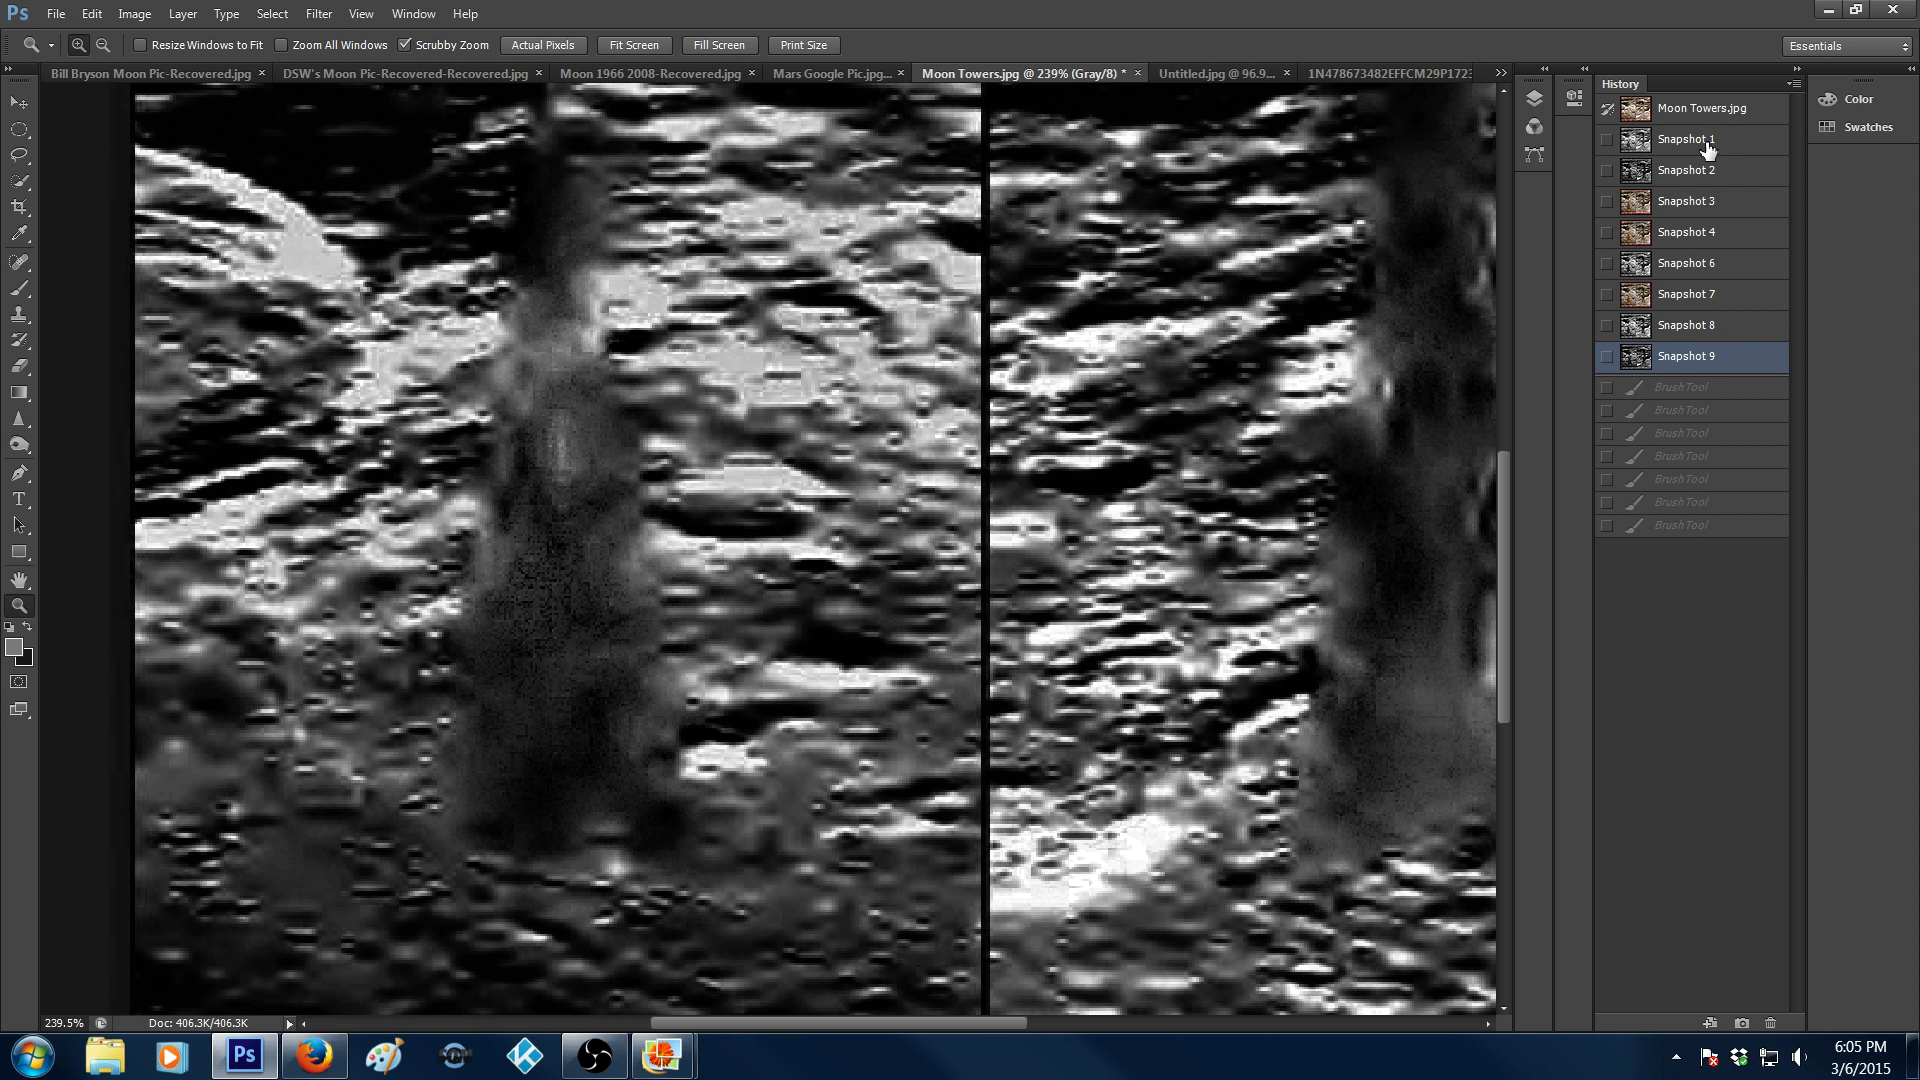 Ps File Edit Image Layer Type Select Filter View Window Help
Resize Windows to Fit Zoom All Windows Scrubby Zoom Actual Pixels Fit Screen Fill Screen Print Size Essentials
Bill Bryson Moon Pic-Recovered.jpg × DSW's Moon Pic-Recovered-Recovered.jpg × Moon 1966 2008-Recovered.jpg × Mars Google Pic.jpg... × Moon Towers.jpg @ 239% (Gray/8) * × Untitled.jpg @ 96.9... × 1N478673482EFFCM29P1723
History
Moon Towers.jpg
Snapshot 1
Snapshot 2
Snapshot 3
Snapshot 4
Snapshot 6
Snapshot 7
Snapshot 8
Snapshot 9
Brush Tool
Brush Tool
Brush Tool
Brush Tool
Brush Tool
Brush Tool
Brush Tool
Color
Swatches
239.5% Doc: 406.3K/406.3K
Ps
6:05 PM
3/6/2015